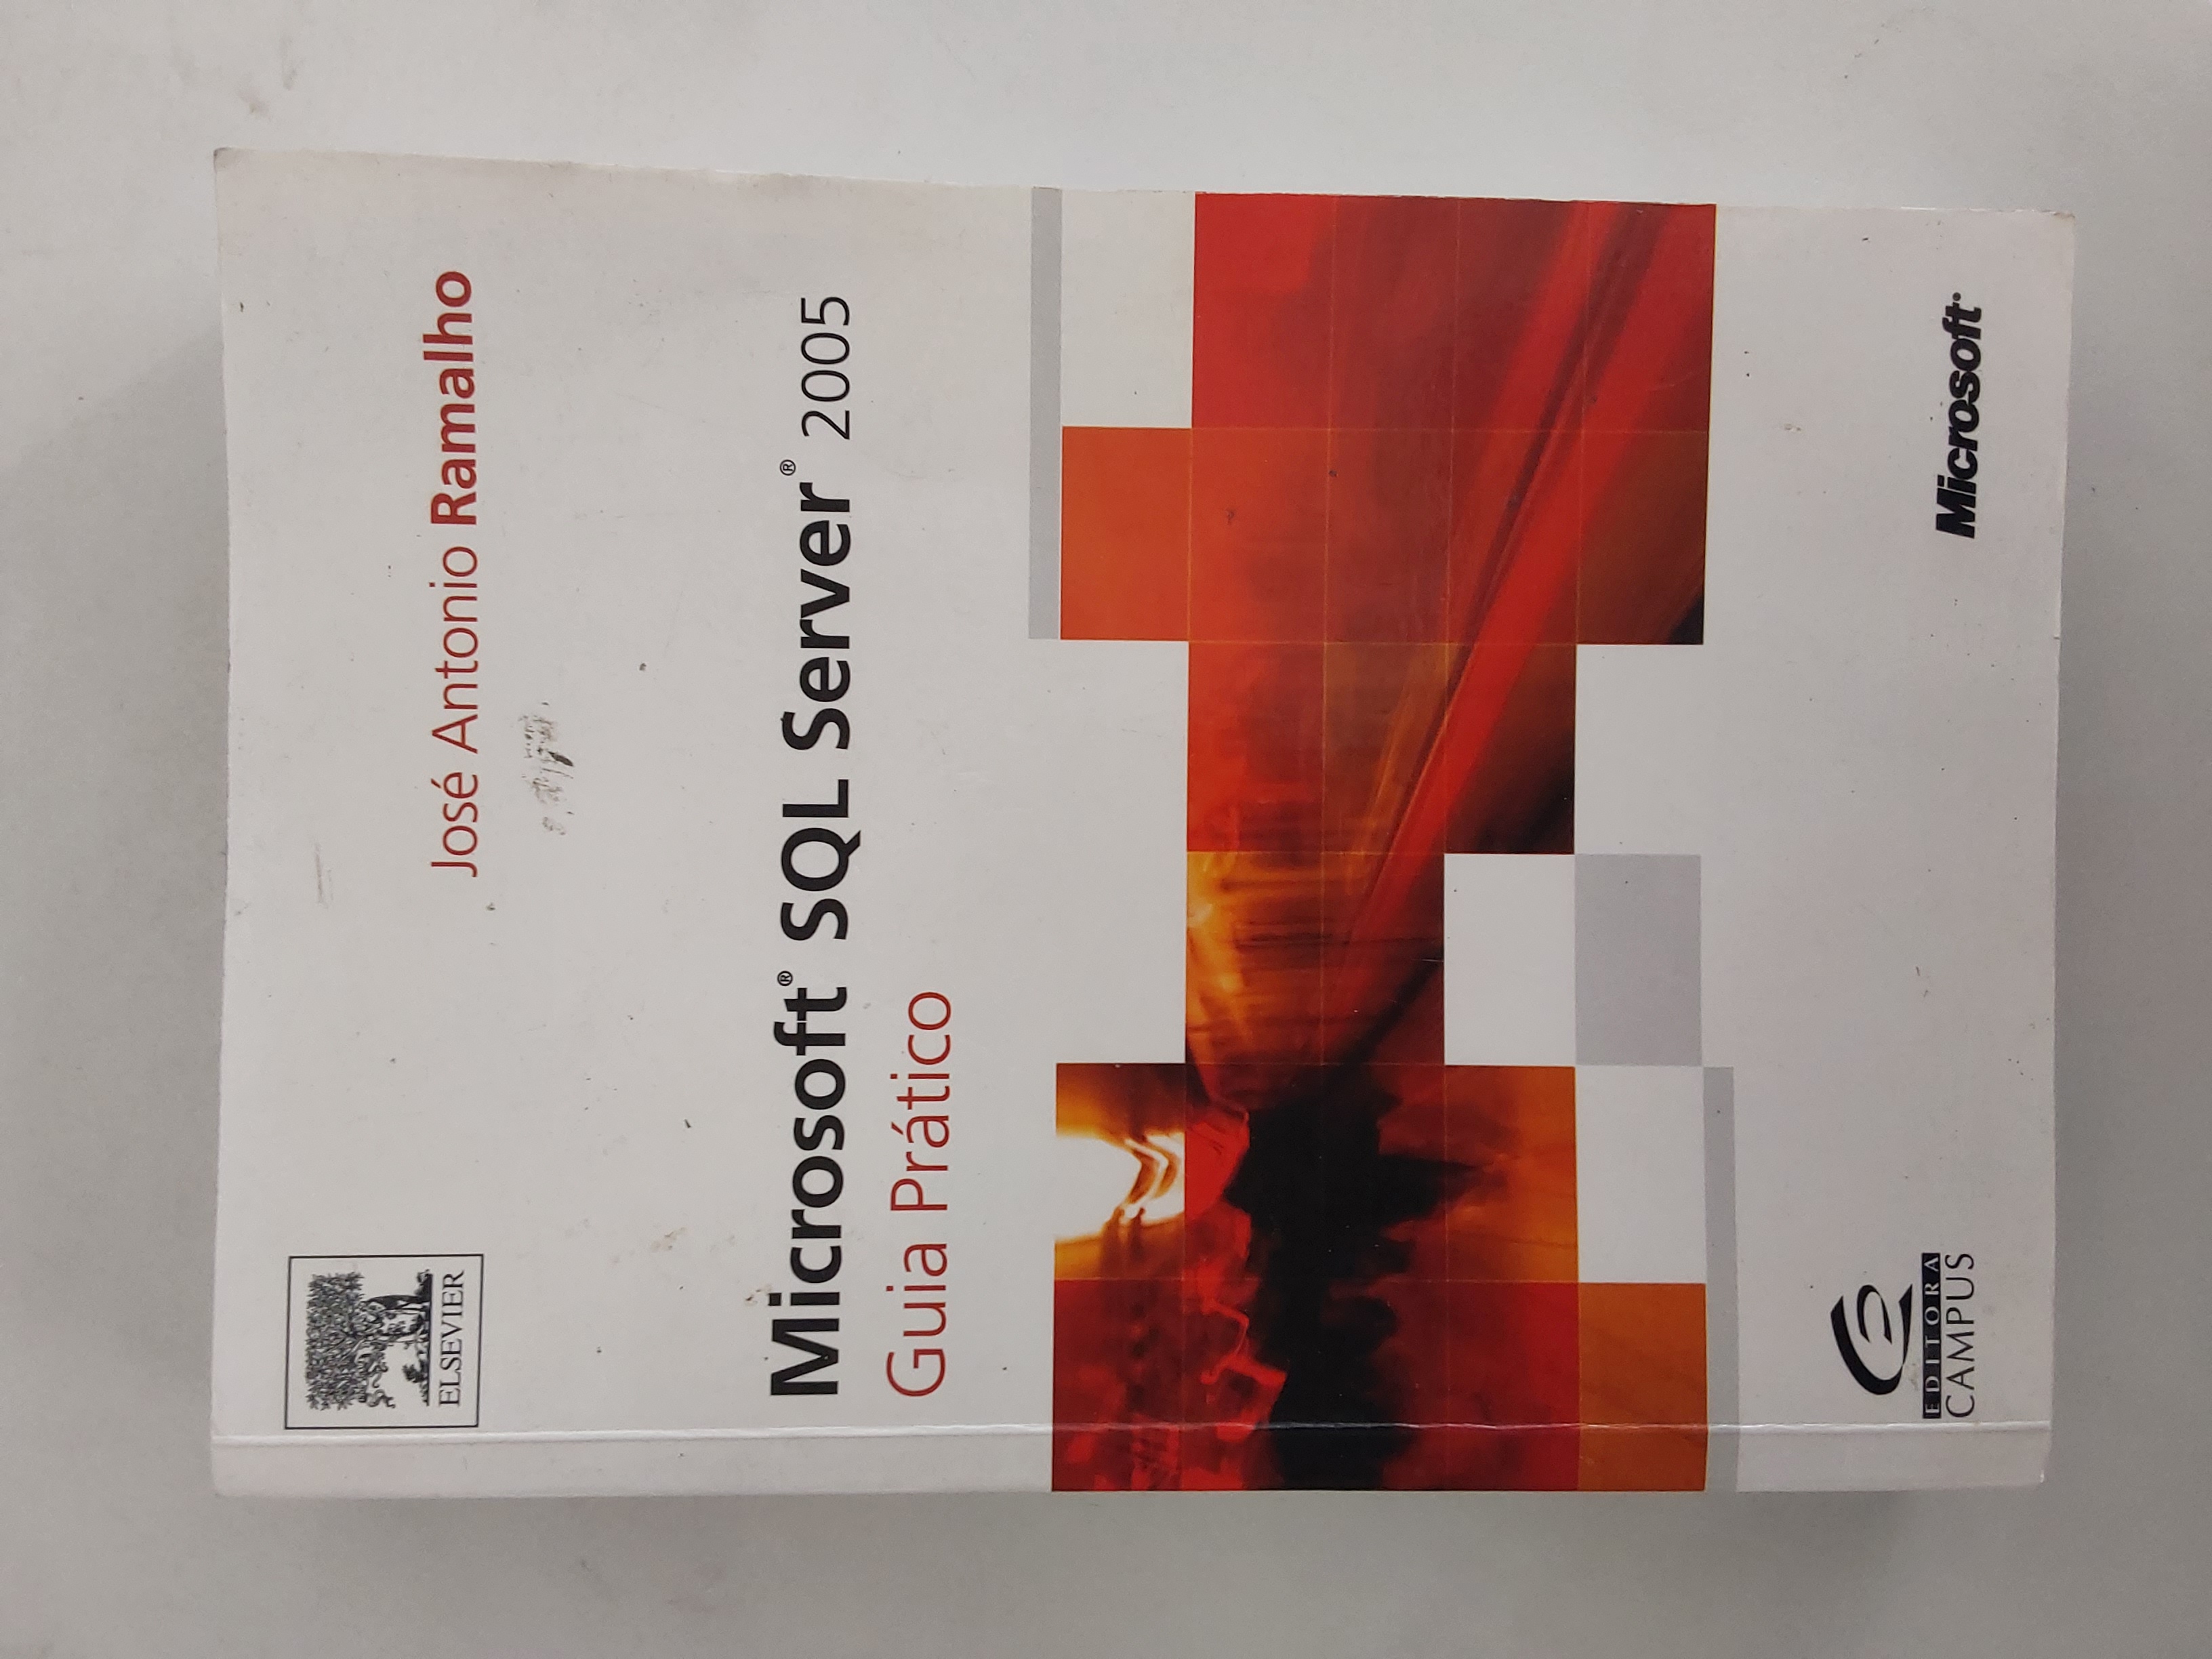 ELSEVIER
José Antonio Ramalho
Microsoft® SQL Server® 2005
Guia Prático
EDITORA
CAMPUS
Microsoft